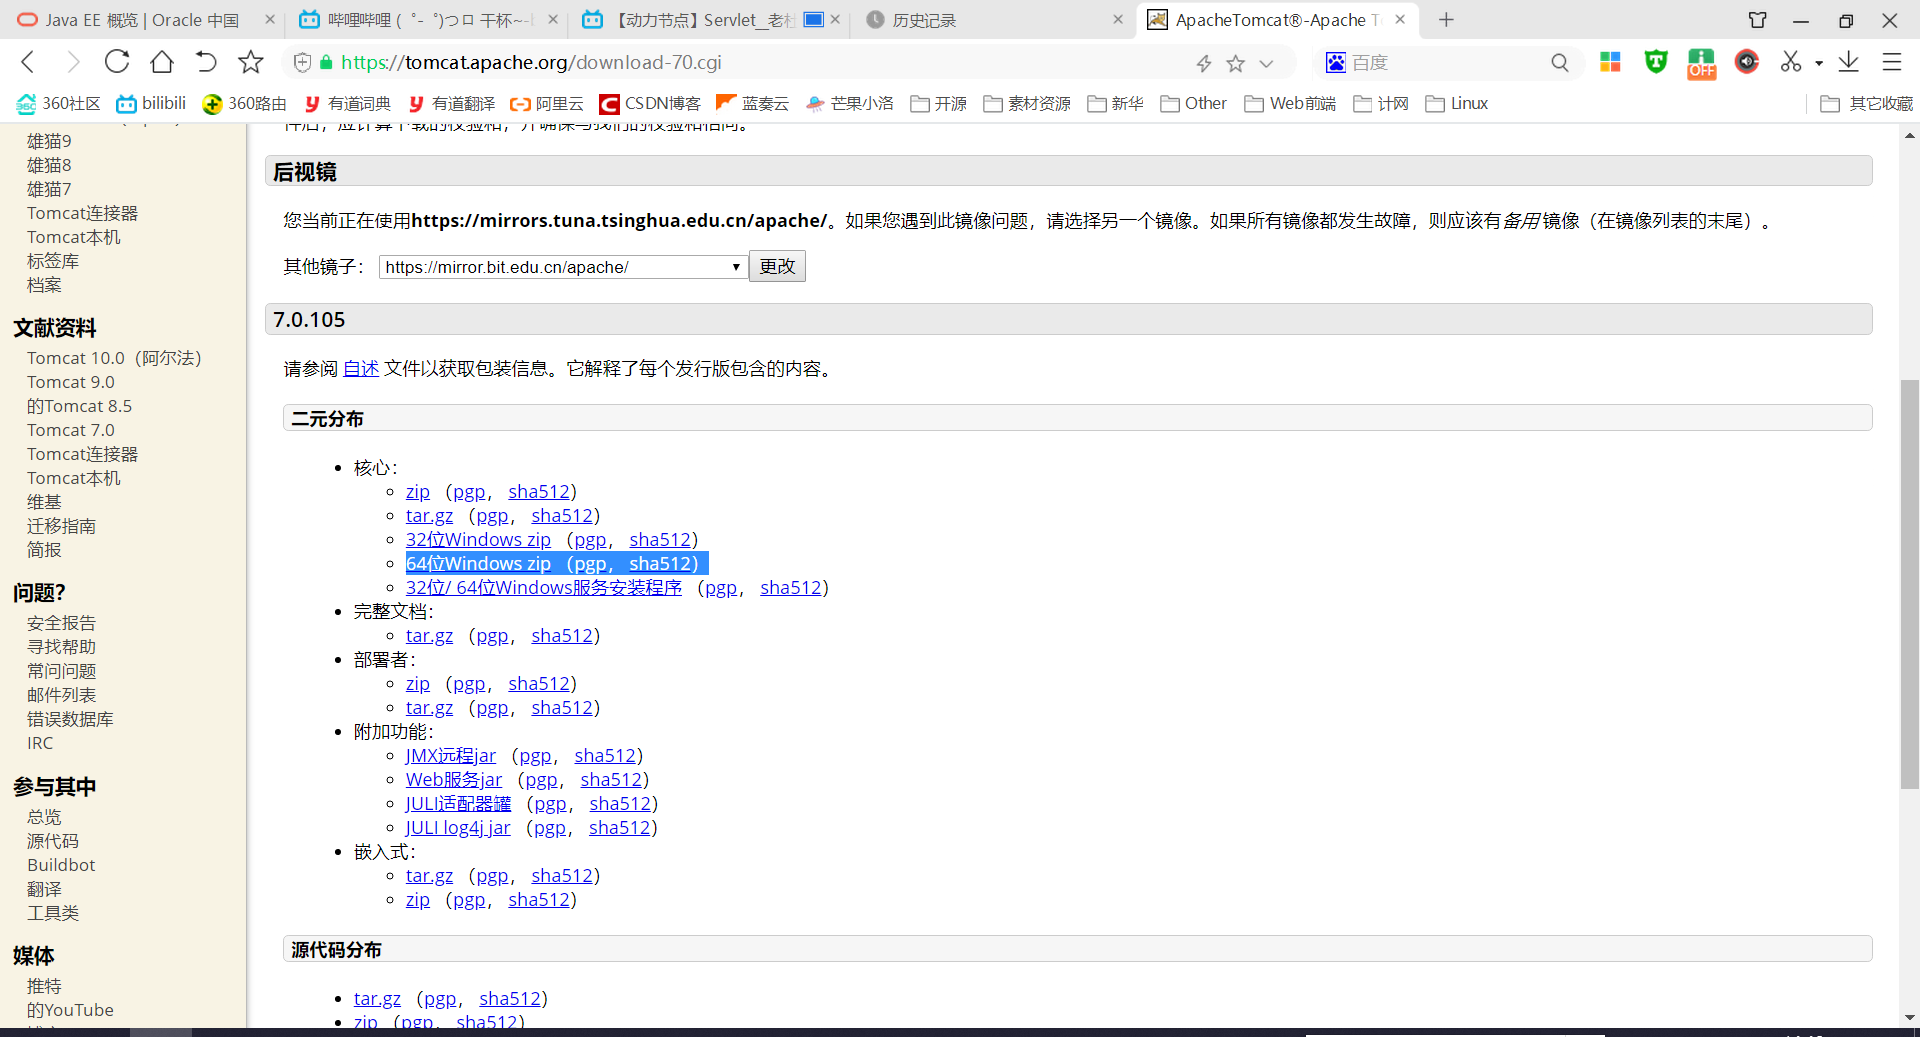 Java EE 概览 | Oracle 中国
哔哩哔哩 ( ゜- ゜)つロ 干杯~-b
【动力节点】Servlet__老杜
历史记录
ApacheTomcat®-Apache T
https://tomcat.apache.org/download-70.cgi
百度
OFF
360社区
bilibili
360路由
有道词典
有道翻译
阿里云
CSDN博客
蓝奏云
芒果小洛
开源
素材资源
新华
Other
Web前端
计网
Linux
其它收藏
雄猫9
雄猫8
雄猫7
Tomcat连接器
Tomcat本机
标签库
档案
文献资料
Tomcat 10.0（阿尔法）
Tomcat 9.0
的Tomcat 8.5
Tomcat 7.0
Tomcat连接器
Tomcat本机
维基
迁移指南
简报
问题？
安全报告
寻找帮助
常问问题
邮件列表
错误数据库
IRC
参与其中
总览
源代码
Buildbot
翻译
工具类
媒体
推特
的YouTube
件后，应计算下载的校验和，并确保与我们的校验和相同。
后视镜
您当前正在使用https://mirrors.tuna.tsinghua.edu.cn/apache/。如果您遇到此镜像问题，请选择另一个镜像。如果所有镜像都发生故障，则应该有备用镜像（在镜像列表的末尾）。
其他镜子： https://mirror.bit.edu.cn/apache/ 更改
7.0.105
请参阅 自述 文件以获取包装信息。它解释了每个发行版包含的内容。
二元分布
核心：
zip （pgp， sha512）
tar.gz （pgp， sha512）
32位Windows zip （pgp， sha512）
64位Windows zip （pgp， sha512）
32位/ 64位Windows服务安装程序 （pgp， sha512）
完整文档：
tar.gz （pgp， sha512）
部署者：
zip （pgp， sha512）
tar.gz （pgp， sha512）
附加功能：
JMX远程jar （pgp， sha512）
Web服务jar （pgp， sha512）
JULI适配器罐 （pgp， sha512）
JULI log4j jar （pgp， sha512）
嵌入式：
tar.gz （pgp， sha512）
zip （pgp， sha512）
源代码分布
tar.gz （pgp， sha512）
zip （pgp， sha512）